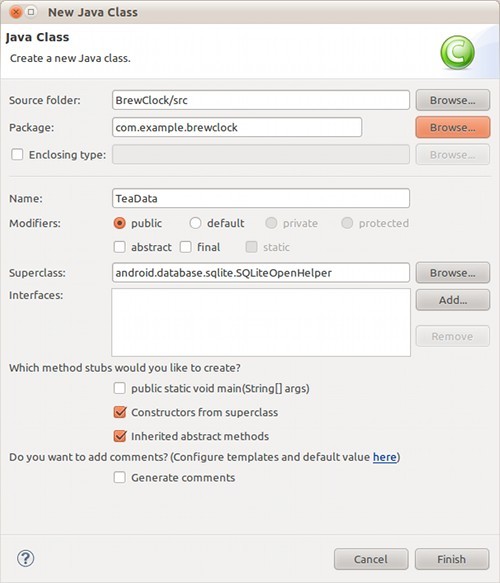 New Java Class
Java Class
Create a new Java class.
C
Source folder: BrewClock/src Browse...
Package: com.example.brewclock Browse...
Enclosing type: Browse...
Name: TeaData
Modifiers: public default private protected
abstract final static
Superclass: android.database.sqlite.SQLiteOpenHelper Browse...
Interfaces: Add...
Remove
Which method stubs would you like to create?
public static void main(String[] args)
Constructors from superclass
Inherited abstract methods
Do you want to add comments? (Configure templates and default value here)
Generate comments
? Cancel Finish